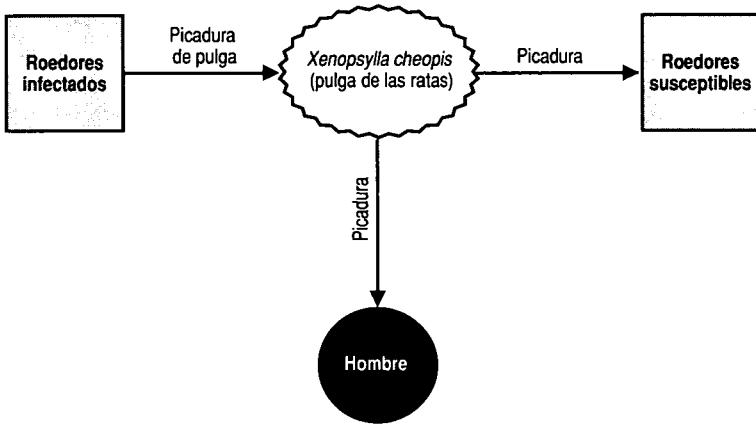 Roedores
infectados
Picadura
de pulga
Xenopsylla cheopis
(pulga de las ratas)
Picadura
Roedores
susceptibles
Picadura
Hombre